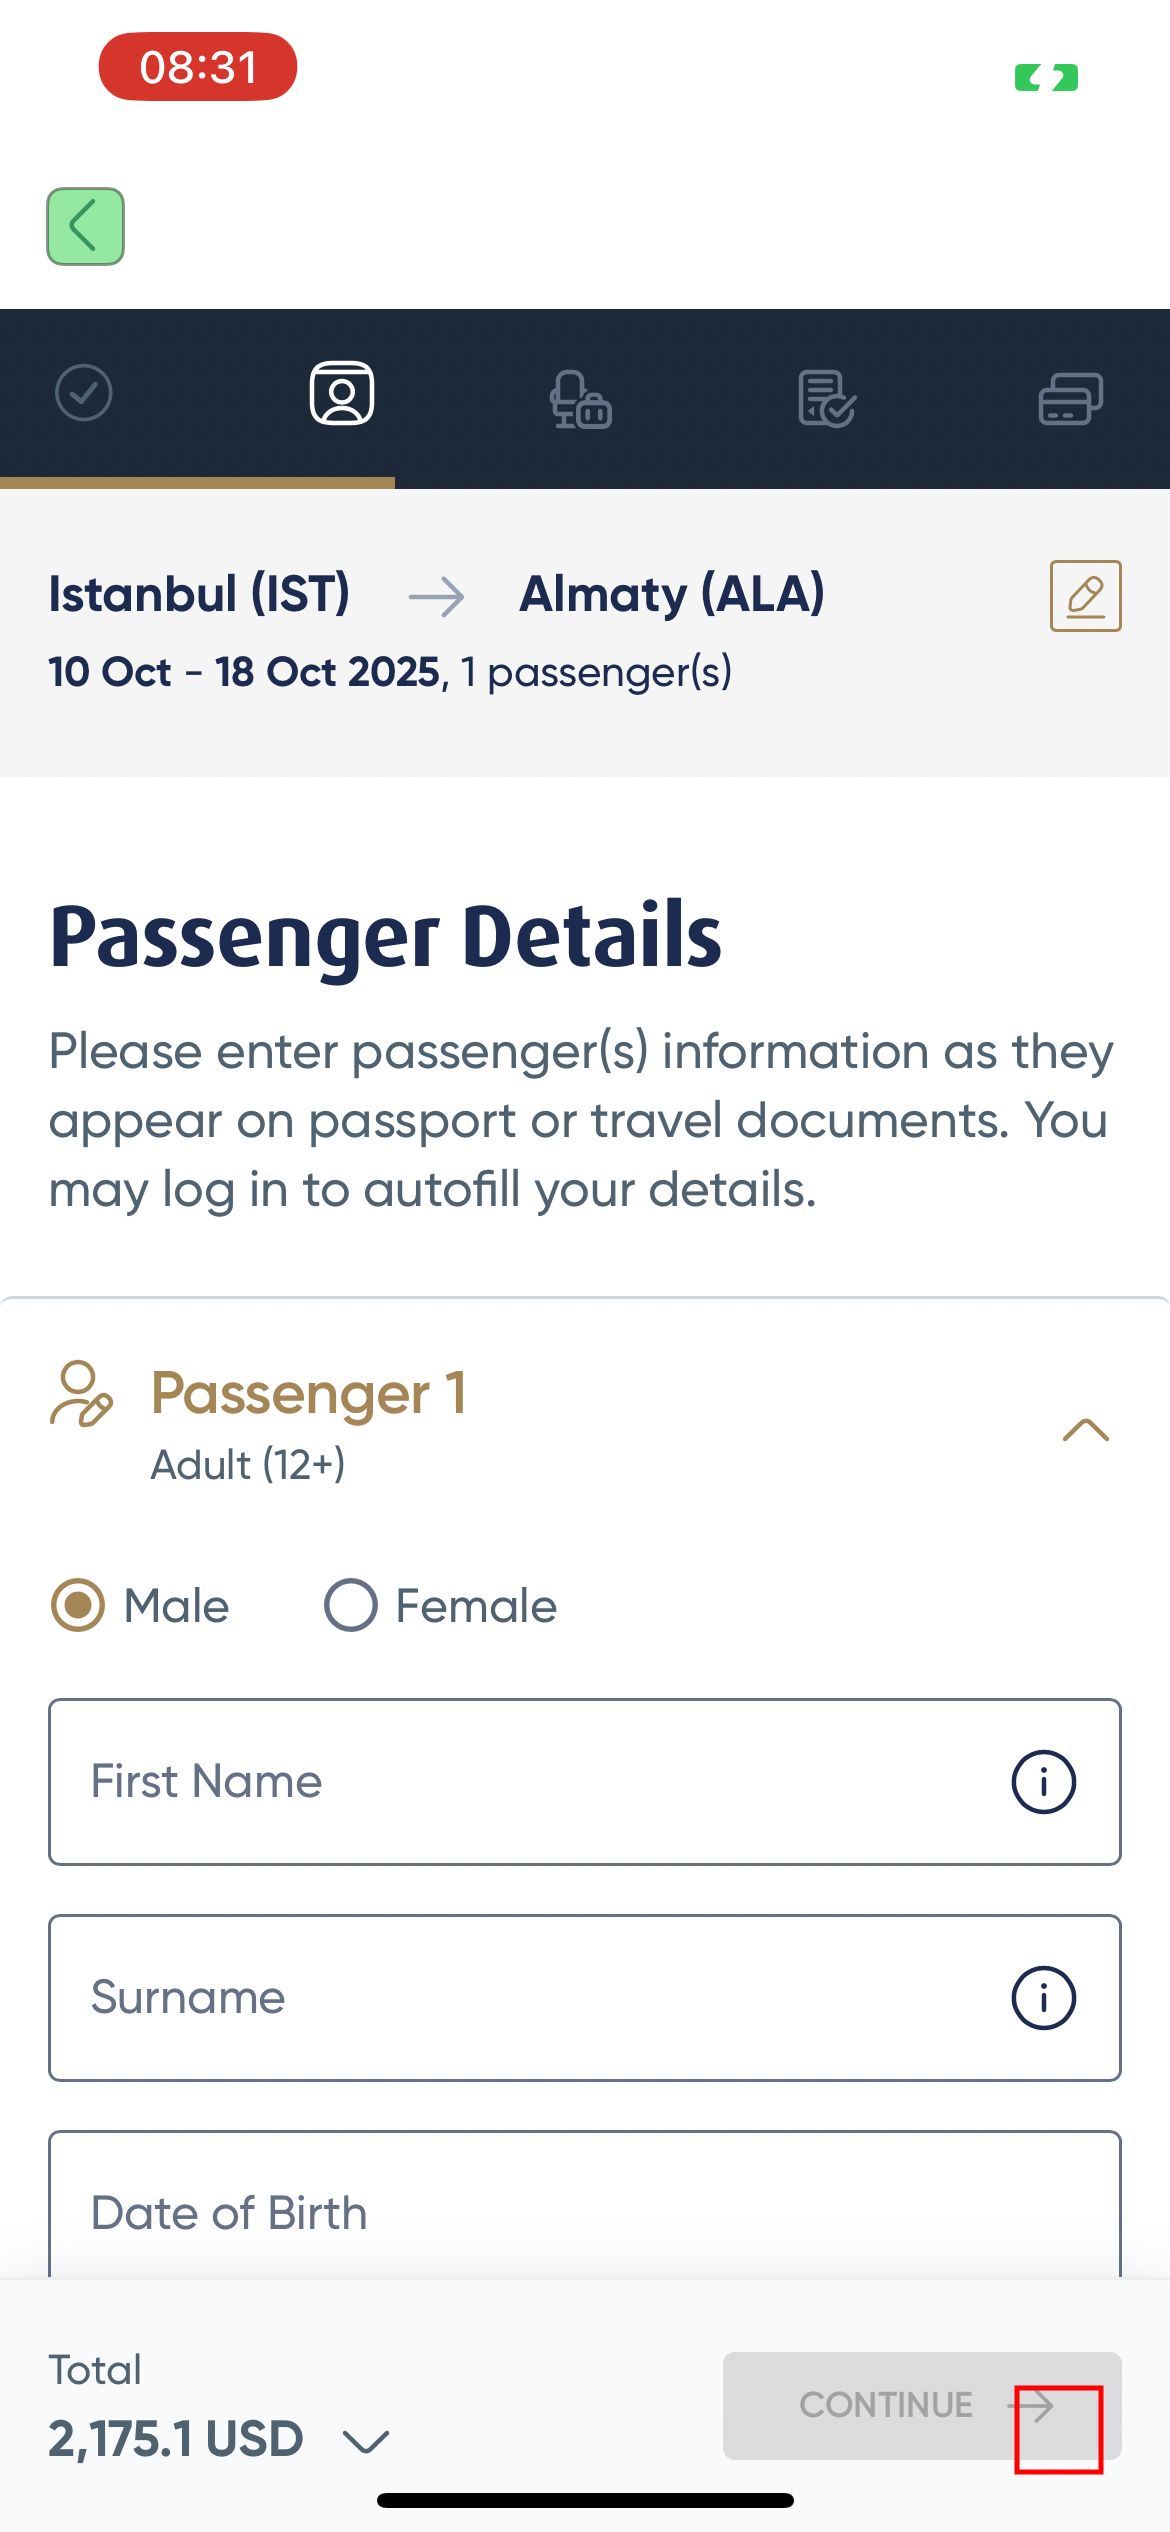 08:31
Istanbul (IST) → Almaty (ALA)
10 Oct - 18 Oct 2025, 1 passenger(s)
Passenger Details
Please enter passenger(s) information as they
appear on passport or travel documents. You
may log in to autofill your details.
Passenger 1
Adult (12+)
Male Female
First Name
Surname
Date of Birth
Total
2,175.1 USD
CONTINUE